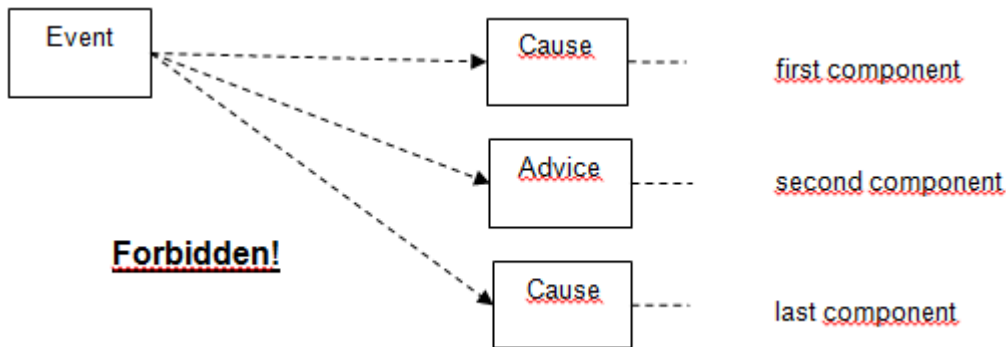 Event
Cause
first component
Advice
second component
Forbidden!
Cause
last component